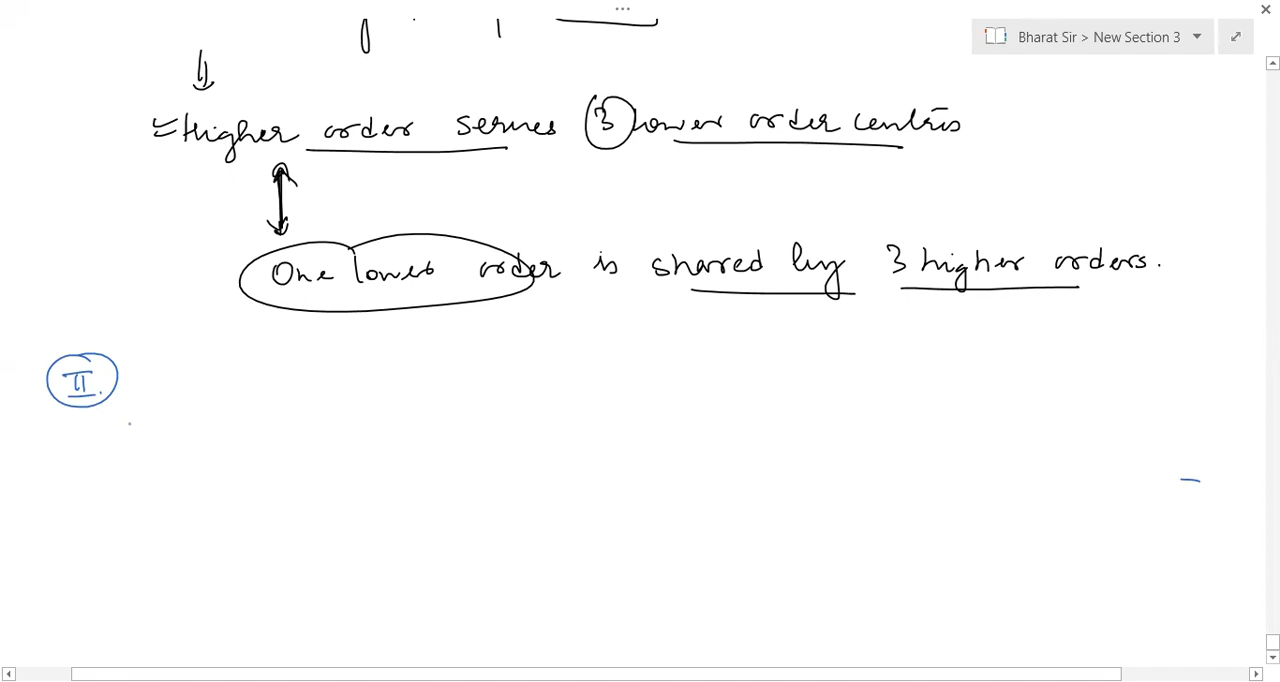 Bharat Sir > New Section 3
Higher order serves 3 lower order centres
One lower order is shared by 3 higher orders.
II.